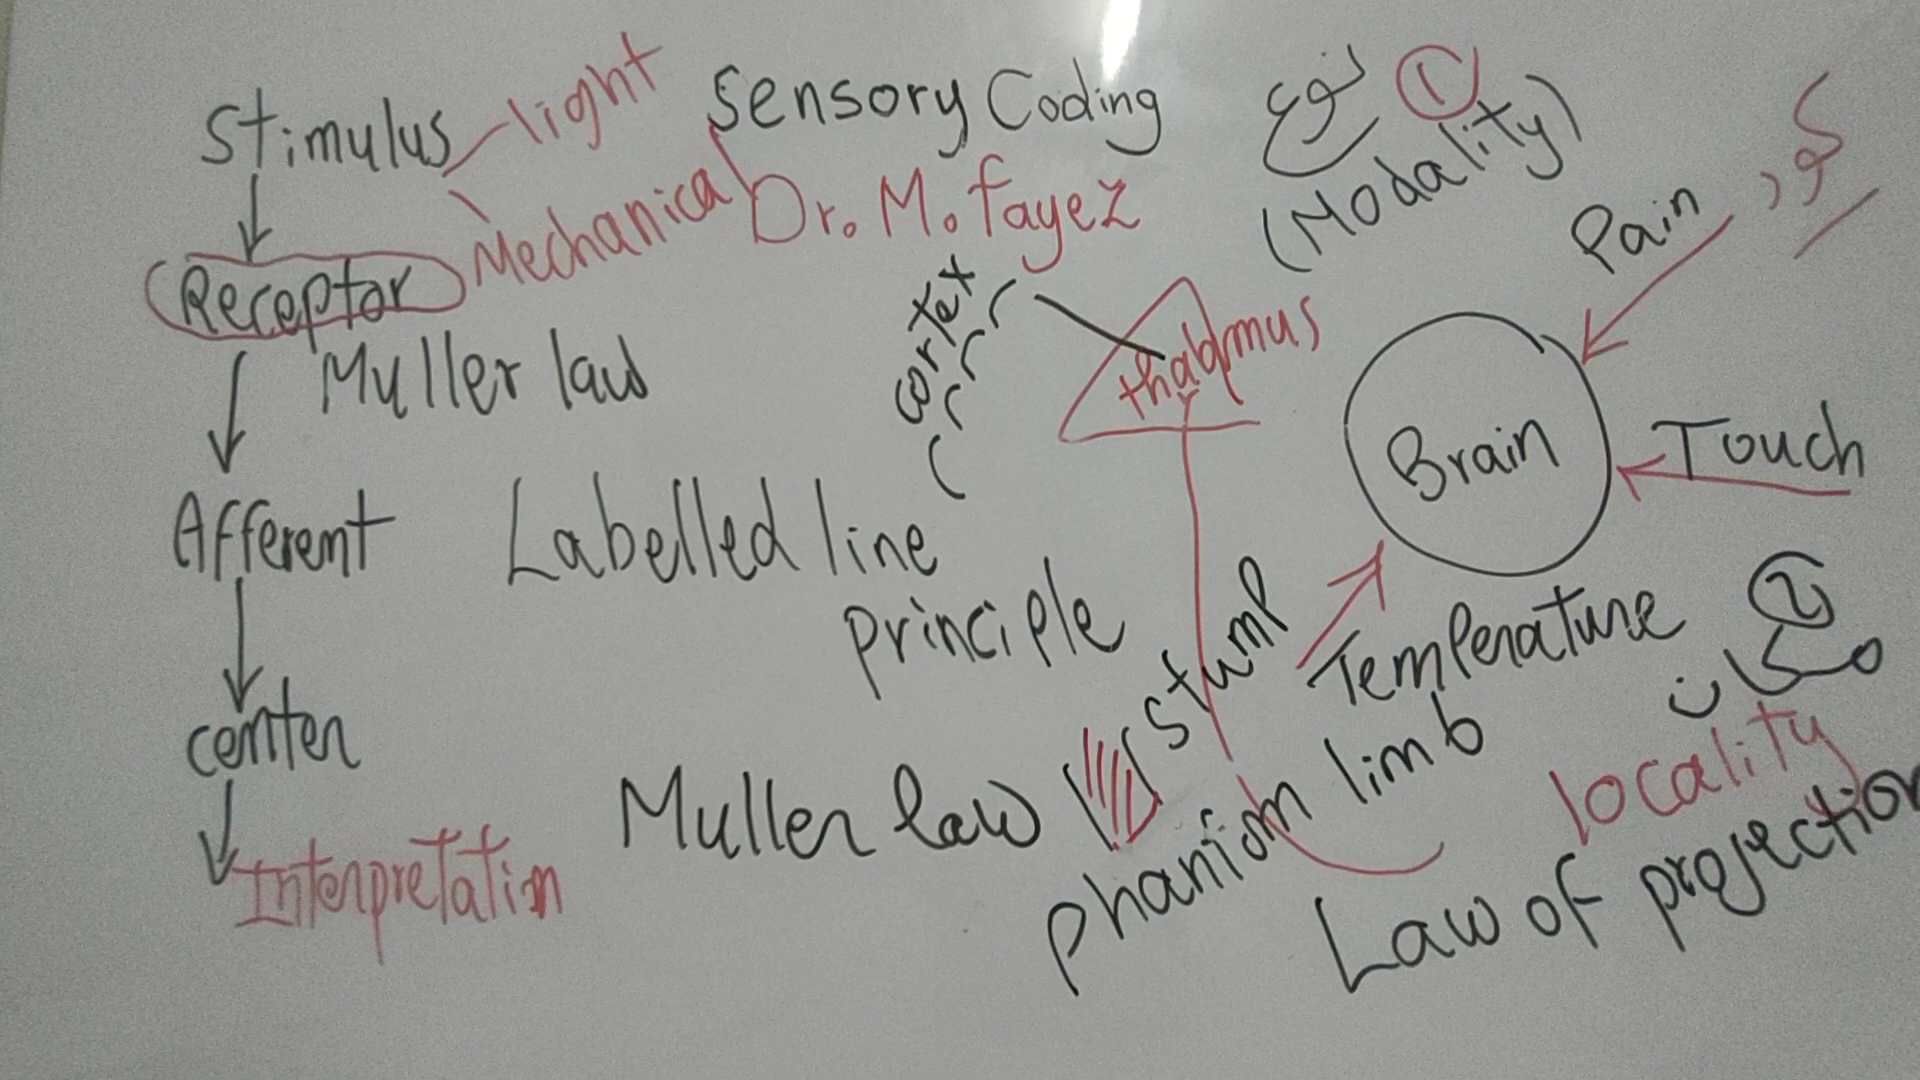 Sensory Coding
Dr. M. Fayez
Stimulus
light
Mechanical
Receptor
Muller law
Afferent
Labelled line
principle
center
Interpretatin
Muller law
cortex
thalamus
stump
phantom limb
نوع
①
(Modality)
Pain
Brain
Touch
Temperature
②
مكان
locality
Law of projection